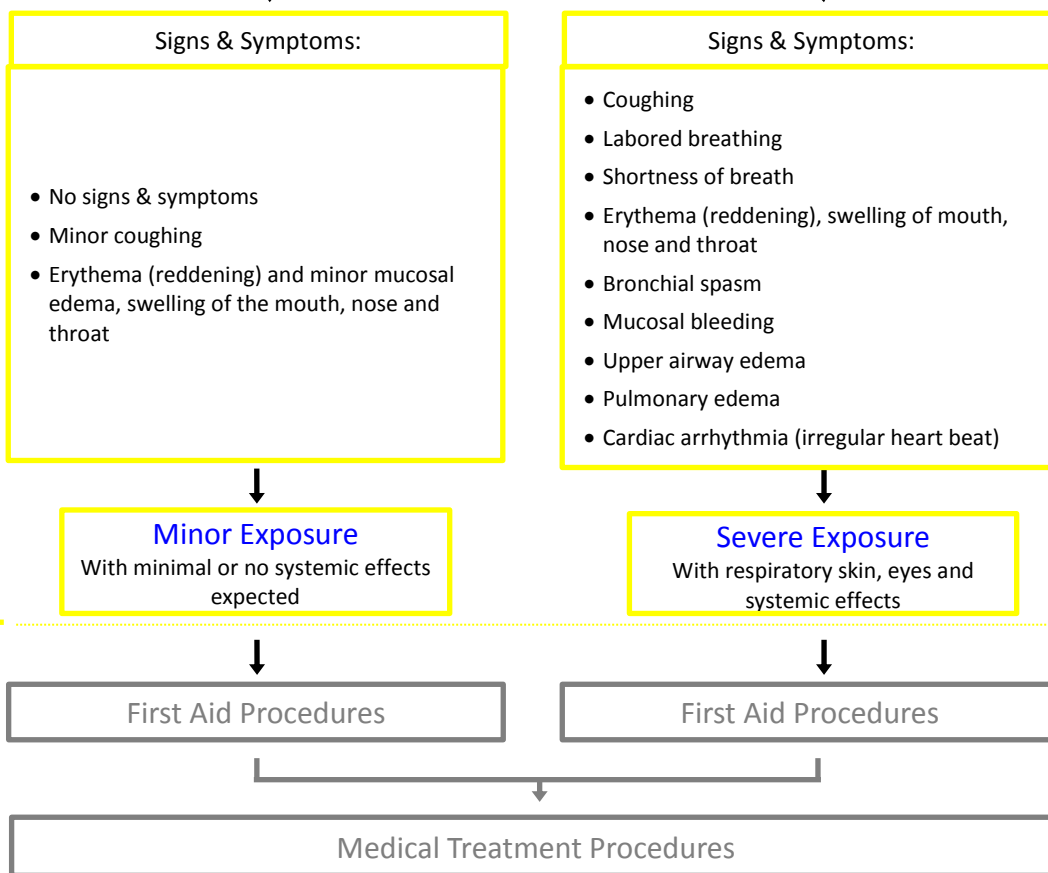 Signs & Symptoms:
• No signs & symptoms
• Minor coughing
• Erythema (reddening) and minor mucosal
edema, swelling of the mouth, nose and
throat
Minor Exposure
With minimal or no systemic effects
expected
First Aid Procedures
Signs & Symptoms:
• Coughing
• Labored breathing
• Shortness of breath
• Erythema (reddening), swelling of mouth,
nose and throat
• Bronchial spasm
• Mucosal bleeding
• Upper airway edema
• Pulmonary edema
• Cardiac arrhythmia (irregular heart beat)
Severe Exposure
With respiratory skin, eyes and
systemic effects
First Aid Procedures
Medical Treatment Procedures